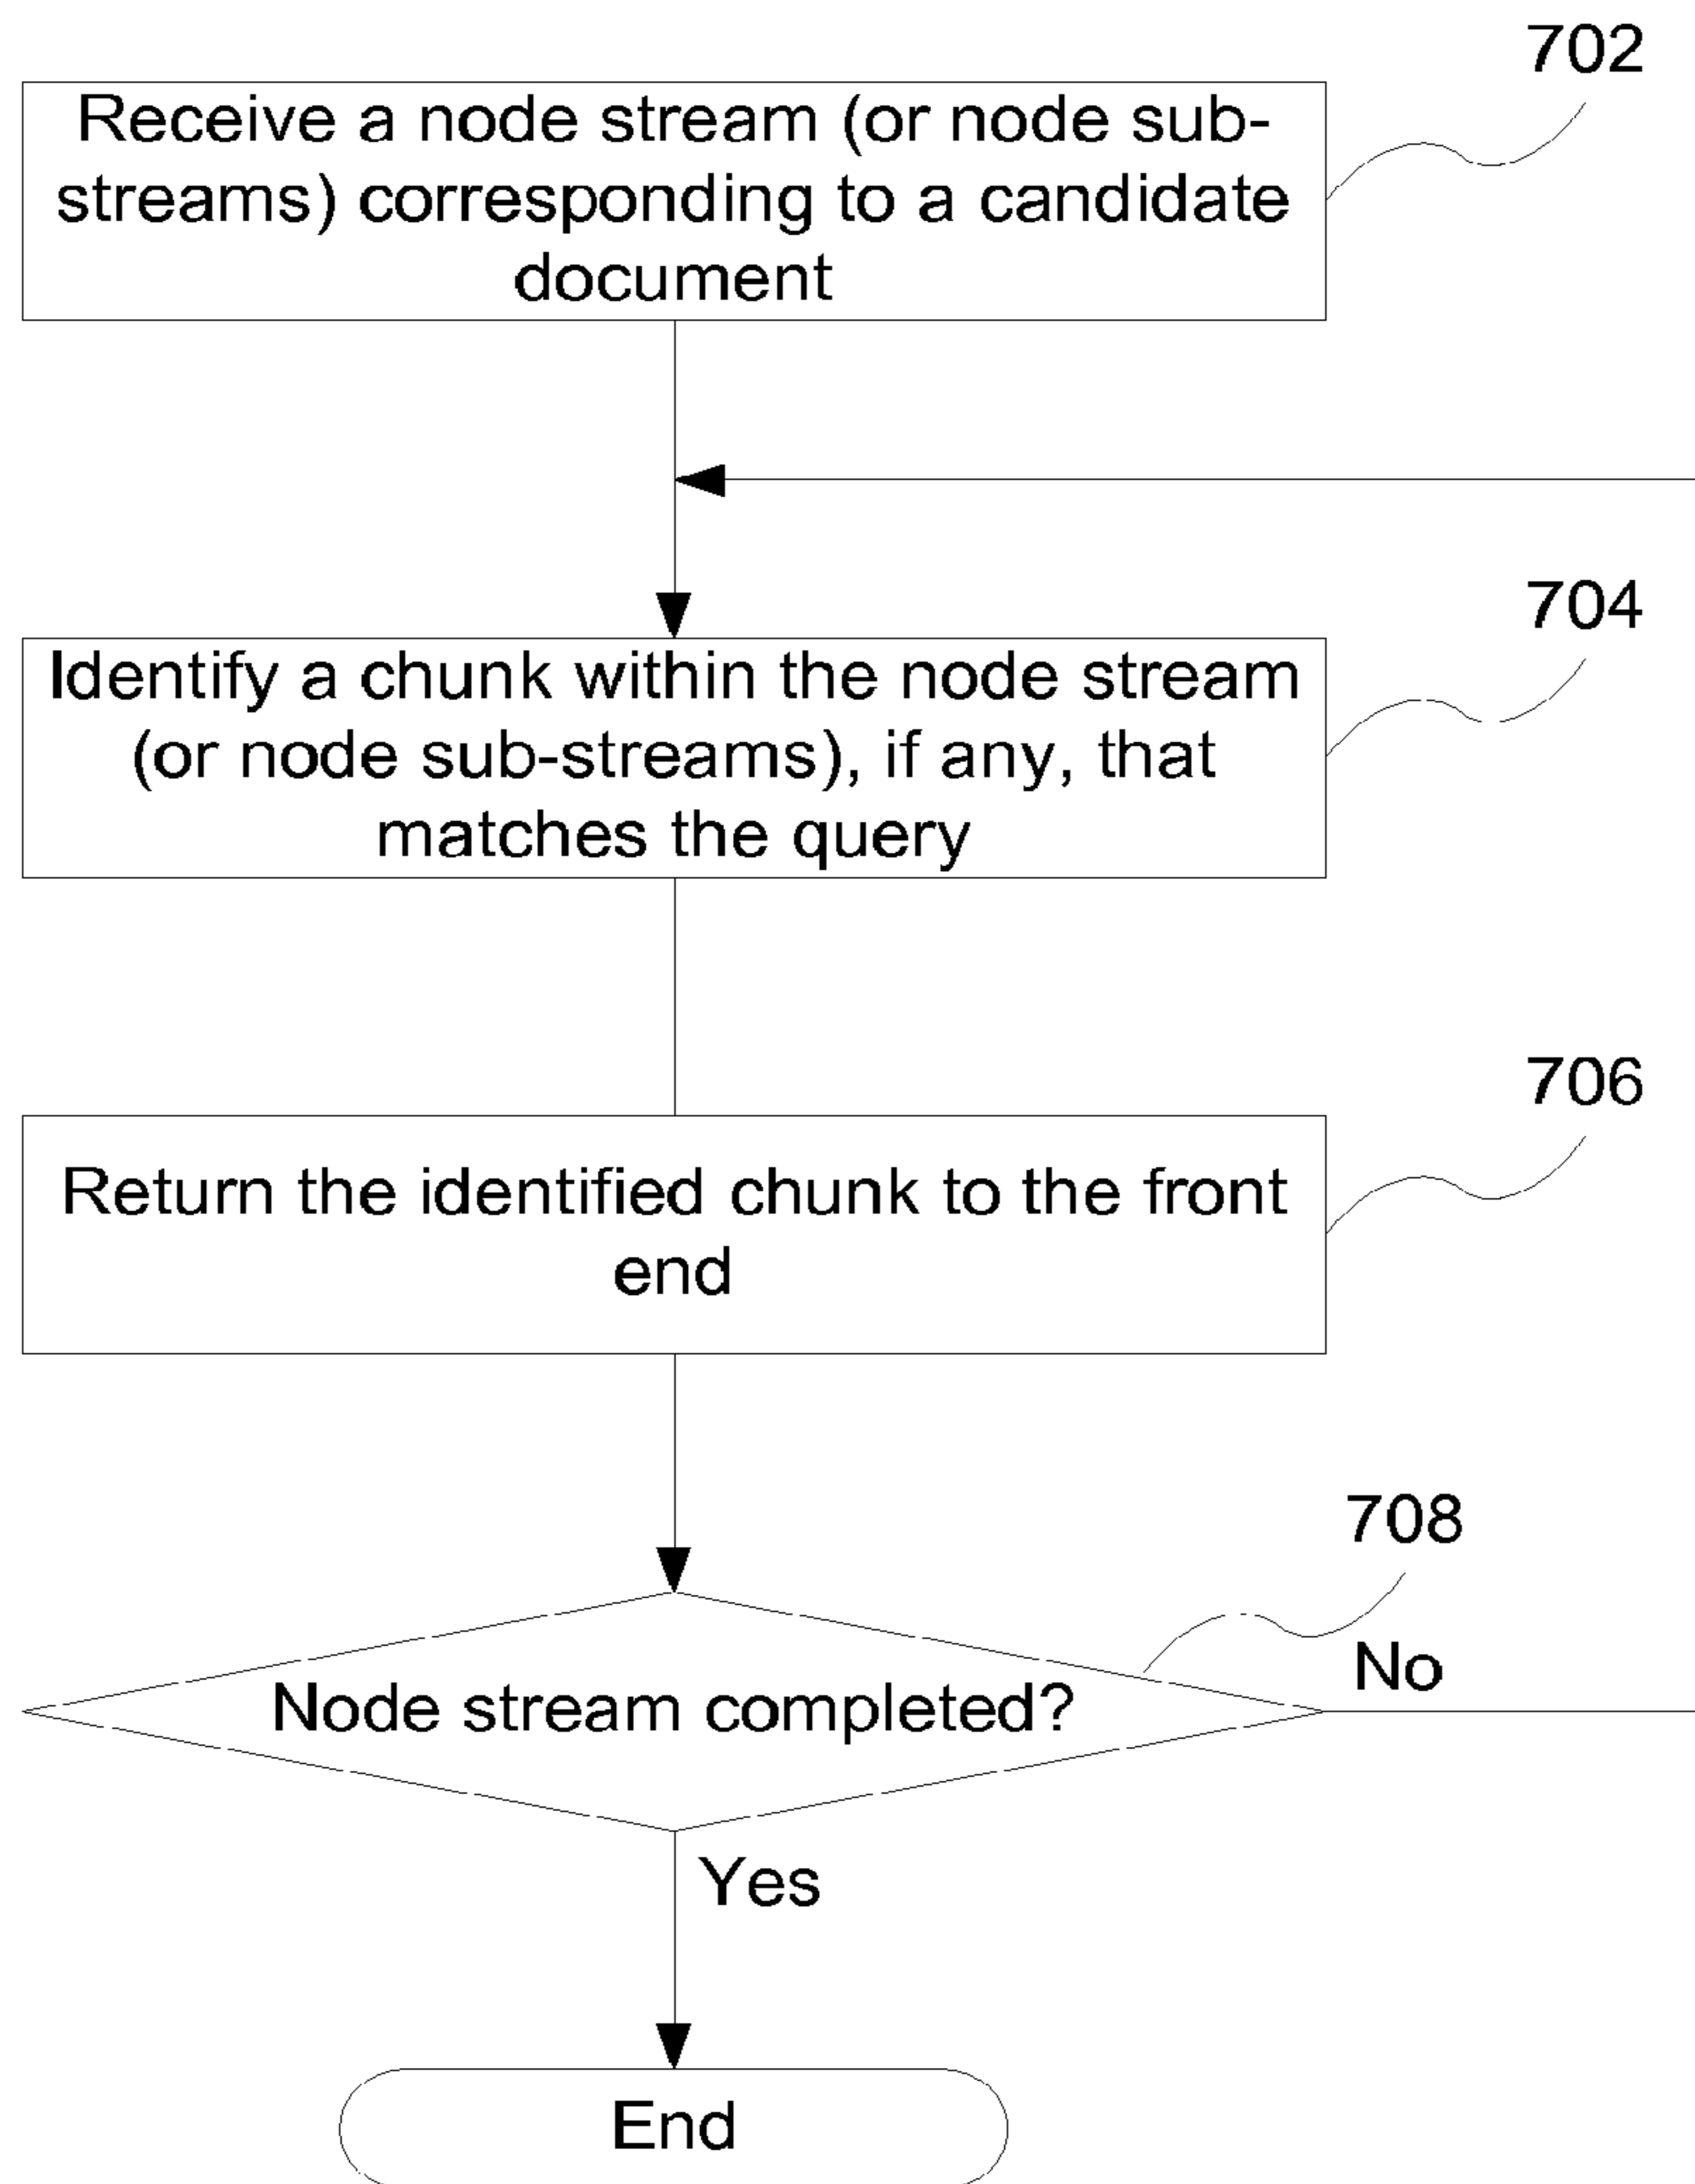 702
Receive a node stream (or node sub-
streams) corresponding to a candidate
document
704
Identify a chunk within the node stream
(or node sub-streams), if any, that
matches the query
706
Return the identified chunk to the front
end
708
No
Node stream completed?
Yes
End